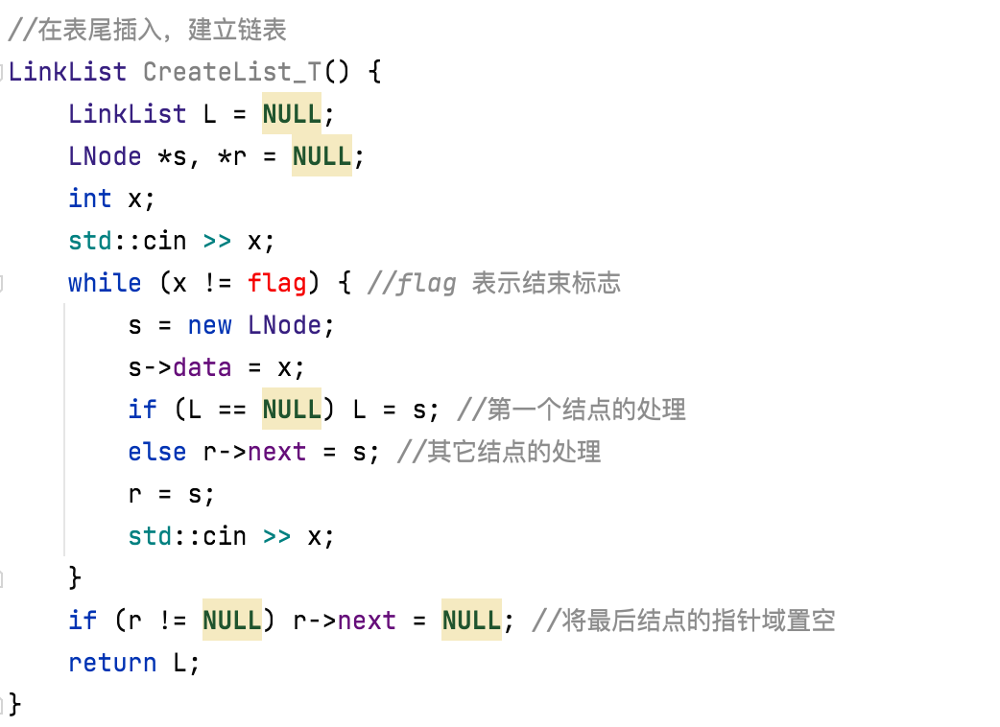 //在表尾插入，建立链表
LinkList CreateList_T() {
    LinkList L = NULL;
    LNode *s, *r = NULL;
    int x;
    std::cin >> x;
    while (x != flag) { //flag 表示结束标志
        s = new LNode;
        s->data = x;
        if (L == NULL) L = s; //第一个结点的处理
        else r->next = s; //其它结点的处理
        r = s;
        std::cin >> x;
    }
    if (r != NULL) r->next = NULL; //将最后结点的指针域置空
    return L;
}